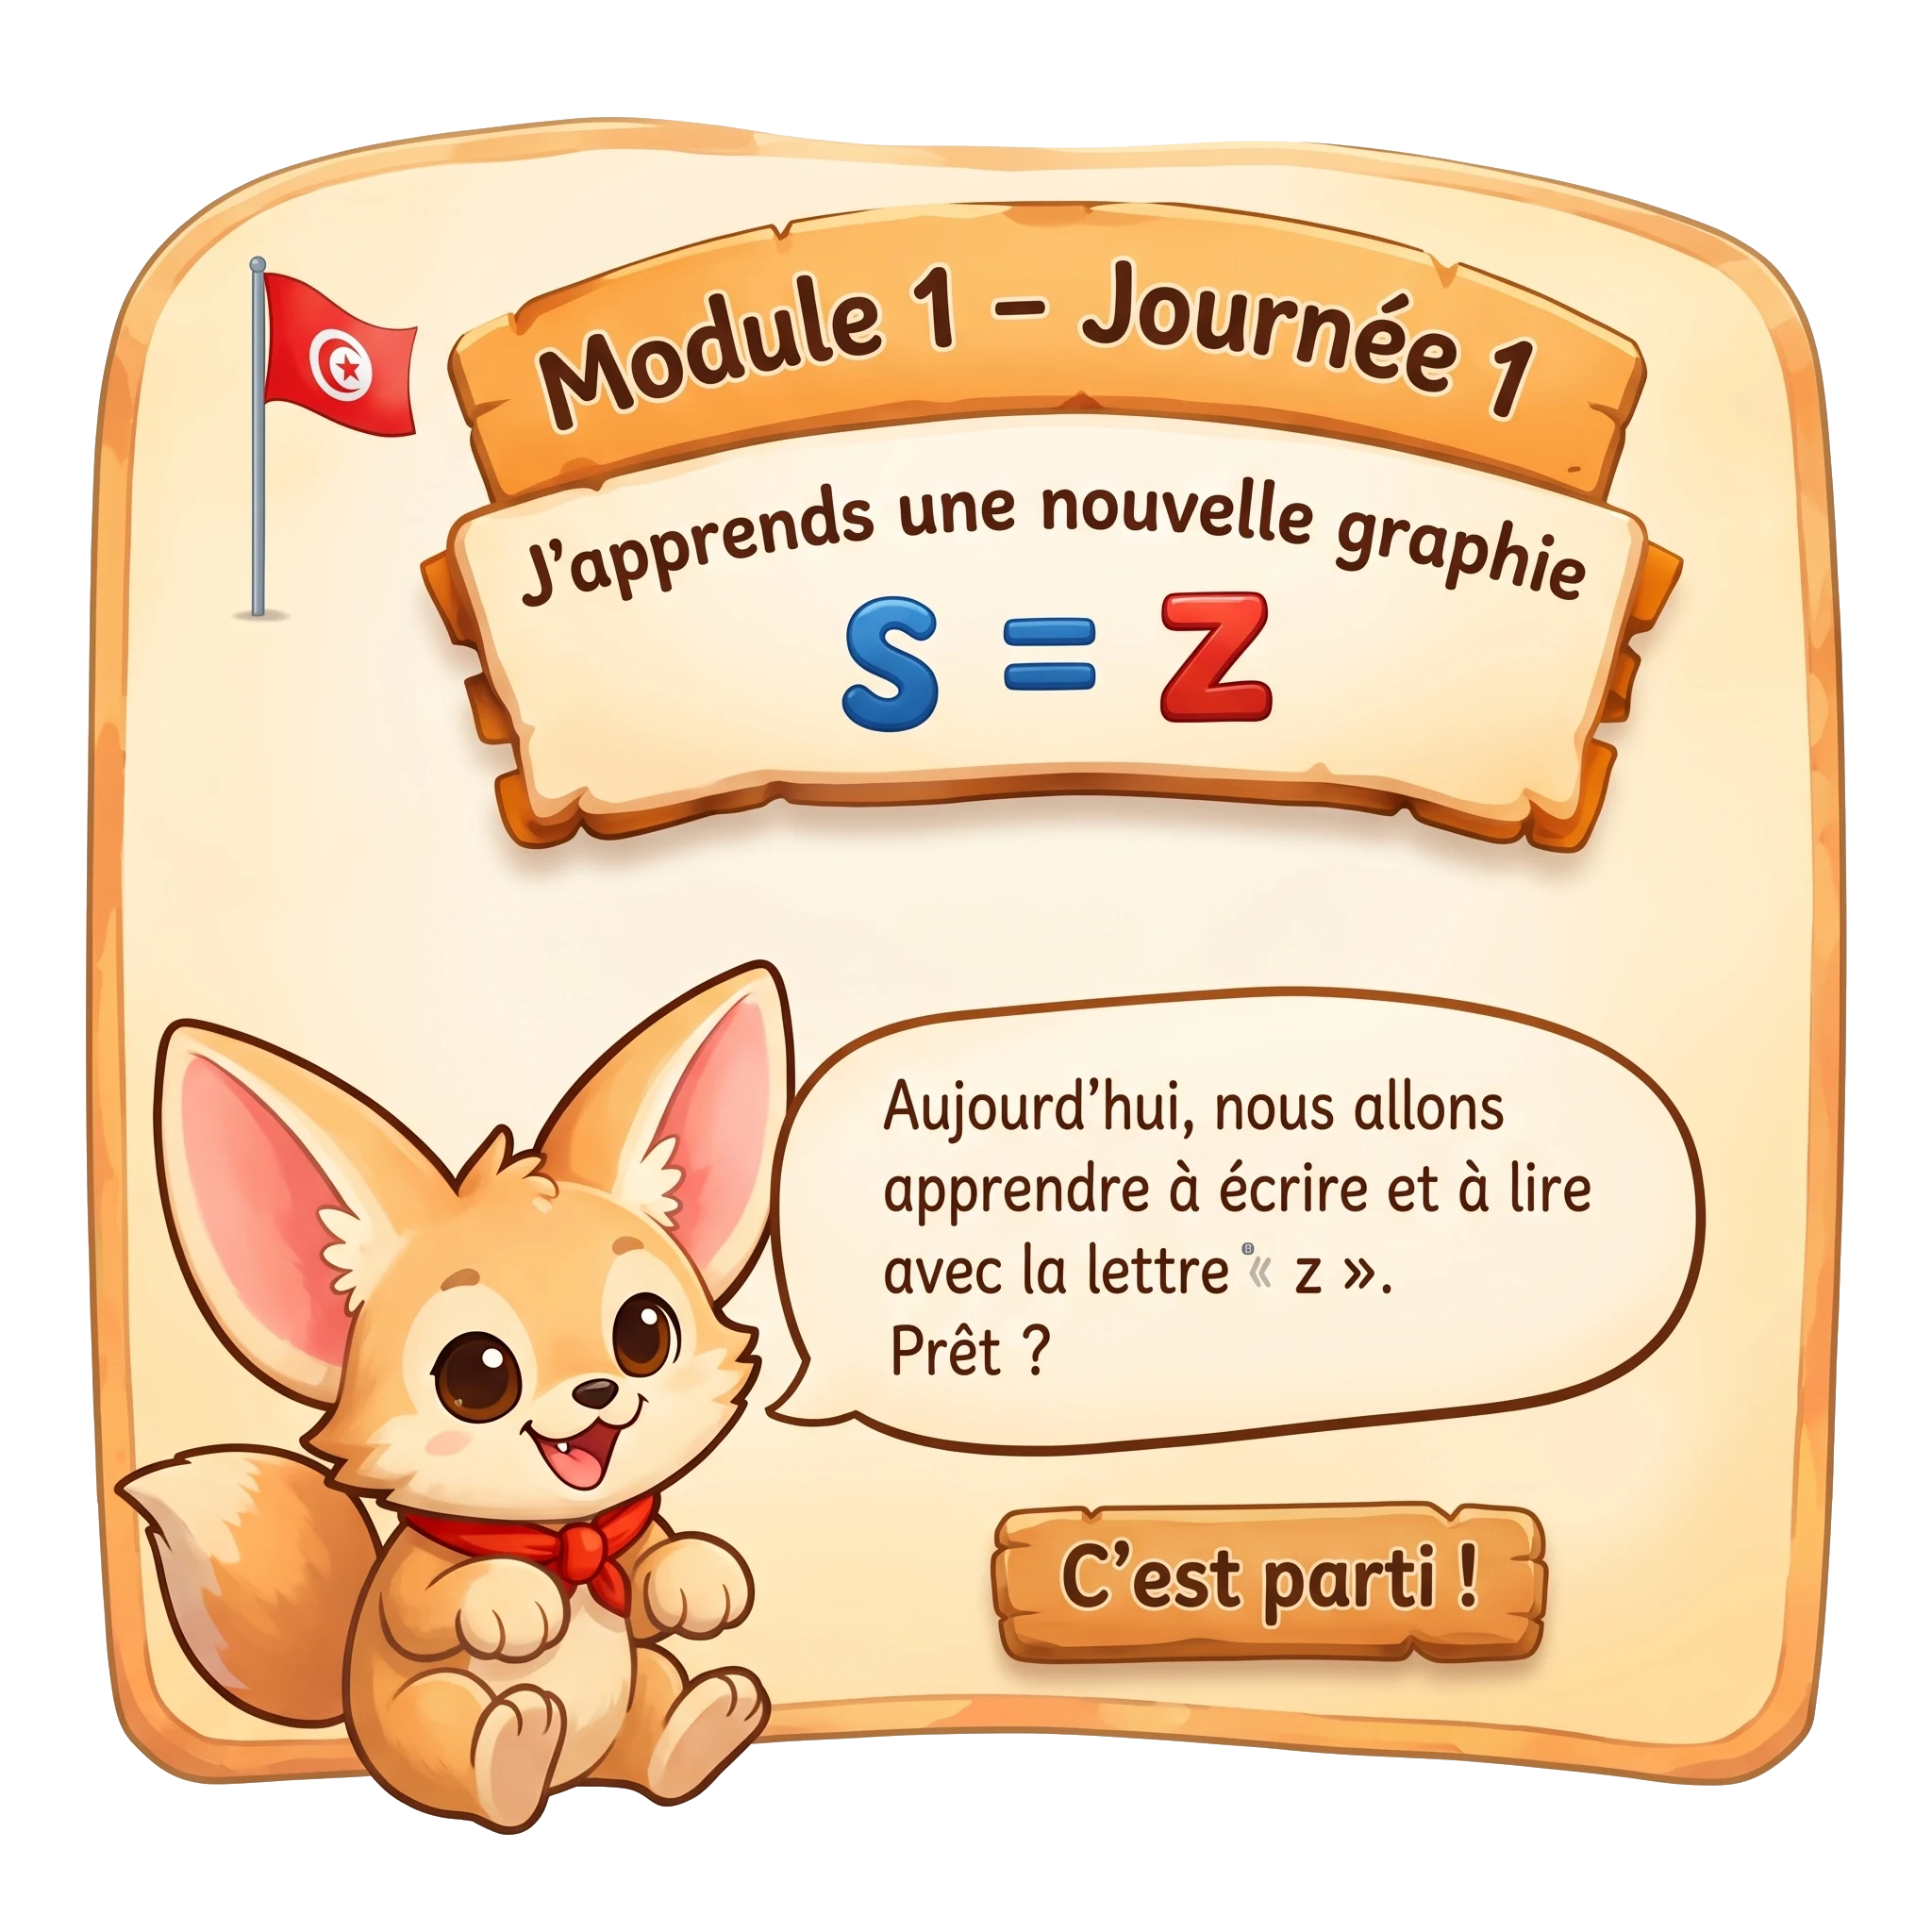 Module 1 – Journée 1
J’apprends une nouvelle graphie
s = z
Aujourd’hui, nous allons
apprendre à écrire et à lire
avec la lettre « z ».
Prêt ?
C’est parti !